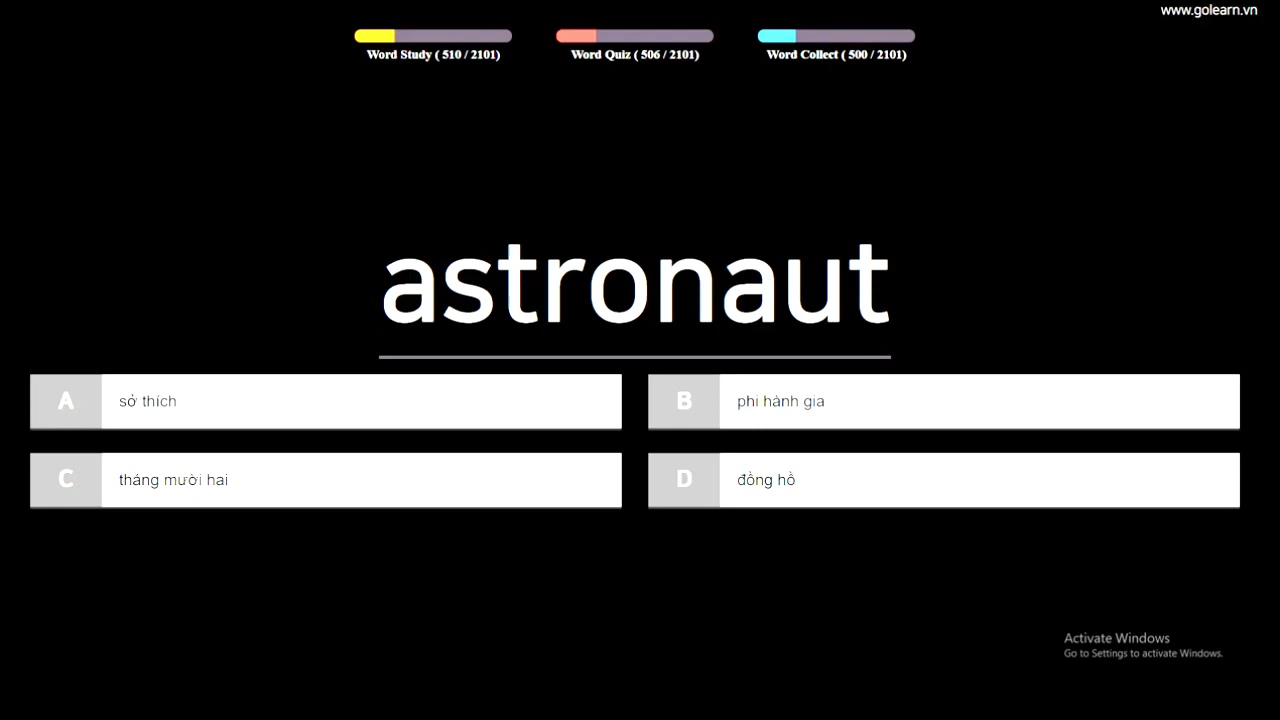 www.golearn.vn
Word Study ( 510 / 2101)
Word Quiz ( 506 / 2101)
Word Collect ( 500 / 2101)
astronaut
A sở thích
B phi hành gia
C tháng mười hai
D đồng hồ
Activate Windows
Go to Settings to activate Windows.